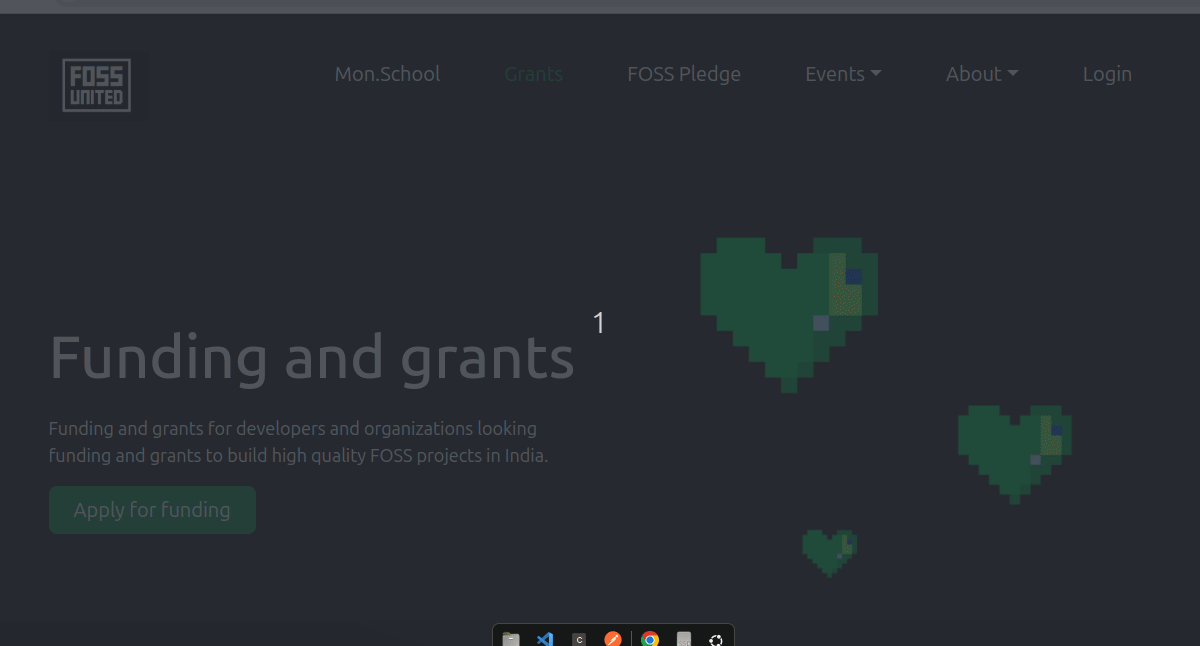 FOSS
UNITED
Mon.School
Grants
FOSS Pledge
Events
About
Login
1
Funding and grants
Funding and grants for developers and organizations looking
funding and grants to build high quality FOSS projects in India.
Apply for funding
C